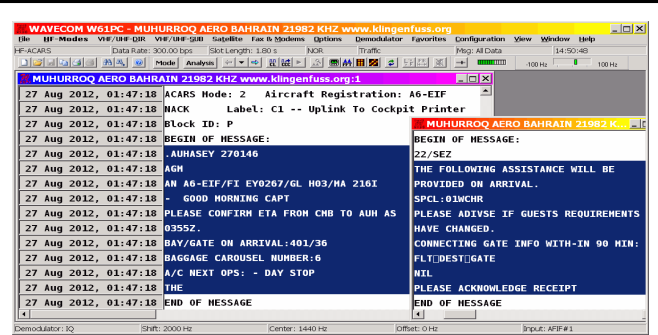 WAVECOM W61PC - MUHURROQ AERO BAHRAIN 21982 KHZ www.klingenfuss.org
File HF-Modes VHF/UHF-DIR VHF/UHF-SUB Satellite Fax & Modems Options Demodulator Favorites Configuration View Window Help
HF-ACARS Data Rate: 300.00 bps Slot Length: 1.80 s NOR Traffic Msg: All Data 14:50:48
Mode Analysis -100 Hz 0 100 Hz
MUHURROQ AERO BAHRAIN 21982 KHZ www.klingenfuss.org:1
27 Aug 2012, 01:47:18 ACARS Mode: 2 Aircraft Registration: A6-EIF
27 Aug 2012, 01:47:18 NACK Label: C1 -- Uplink To Cockpit Printer
27 Aug 2012, 01:47:18 Block ID: P
27 Aug 2012, 01:47:18 BEGIN OF MESSAGE:
27 Aug 2012, 01:47:18 .AUHASEY 270146
27 Aug 2012, 01:47:18 AGM
27 Aug 2012, 01:47:18 AN A6-EIF/FI EY0267/GL H03/MA 216I
27 Aug 2012, 01:47:18 - GOOD MORNING CAPT
27 Aug 2012, 01:47:18 PLEASE CONFIRM ETA FROM CMB TO AUH AS
27 Aug 2012, 01:47:18 0355Z.
27 Aug 2012, 01:47:18 BAY/GATE ON ARRIVAL:401/36
27 Aug 2012, 01:47:18 BAGGAGE CAROUSEL NUMBER:6
27 Aug 2012, 01:47:18 A/C NEXT OPS: - DAY STOP
27 Aug 2012, 01:47:18 THE
27 Aug 2012, 01:47:18 END OF MESSAGE
MUHURROQ AERO BAHRAIN 21982 K...
BEGIN OF MESSAGE:
22/SEZ
THE FOLLOWING ASSISTANCE WILL BE
PROVIDED ON ARRIVAL.
SPCL:01WCHR
PLEASE ADIVSE IF GUESTS REQUIREMENTS
HAVE CHANGED.
CONNECTING GATE INFO WITH-IN 90 MIN:
FLT▯DEST▯GATE
NIL
PLEASE ACKNOWLEDGE RECEIPT
END OF MESSAGE
Demodulator: IQ Shift: 2000 Hz Center: 1440 Hz Offset: 0 Hz Input: AFIF#1